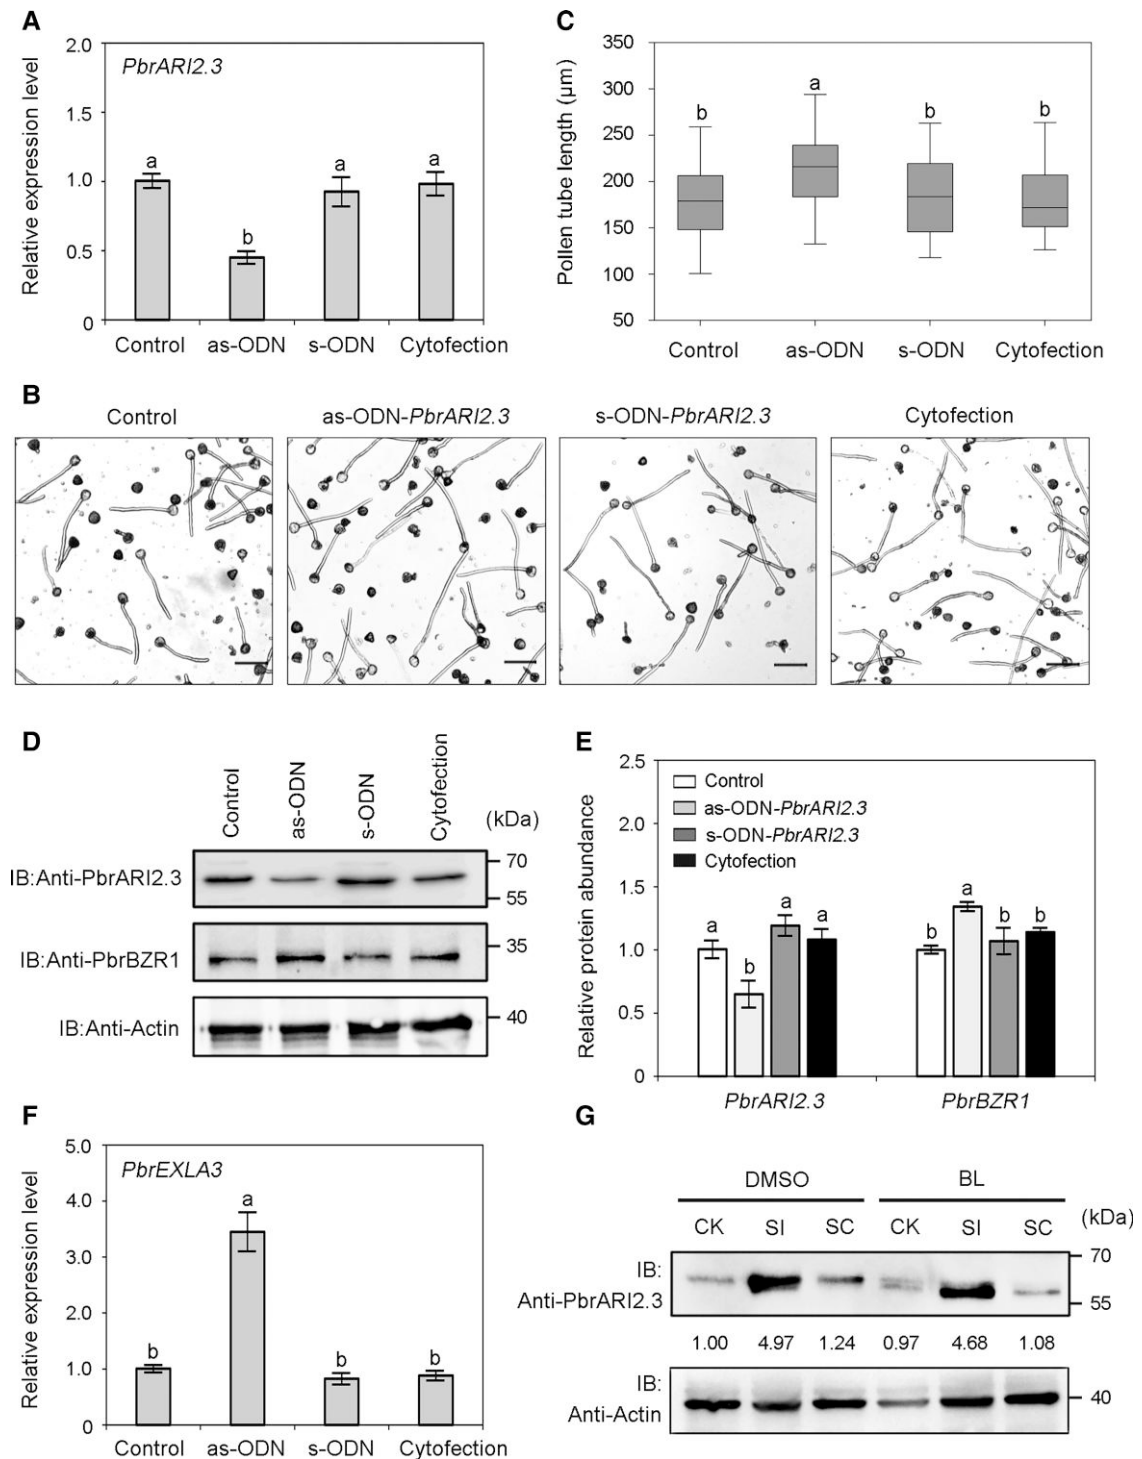 A
PbrARI2.3
Relative expression level
2.0
1.5
1.0
0.5
0
a
b
a
a
Control as-ODN s-ODN Cytofection
C
Pollen tube length (µm)
350
300
250
200
150
100
50
b
a
b
b
Control as-ODN s-ODN Cytofection
B
Control as-ODN-PbrARI2.3 s-ODN-PbrARI2.3 Cytofection
D
Control as-ODN s-ODN Cytofection (kDa)
IB:Anti-PbrARI2.3
70
55
IB:Anti-PbrBZR1
35
IB:Anti-Actin
40
E
Relative protein abundance
2.5
2.0
1.5
1.0
0.5
0
Control
as-ODN-PbrARI2.3
s-ODN-PbrARI2.3
Cytofection
a b a a
b a b b
PbrARI2.3 PbrBZR1
F
PbrEXLA3
Relative expression level
5.0
4.0
3.0
2.0
1.0
0
b
a
b
b
Control as-ODN s-ODN Cytofection
G
DMSO BL
CK SI SC CK SI SC (kDa)
IB:
Anti-PbrARI2.3
70
55
1.00 4.97 1.24 0.97 4.68 1.08
IB:
Anti-Actin
40